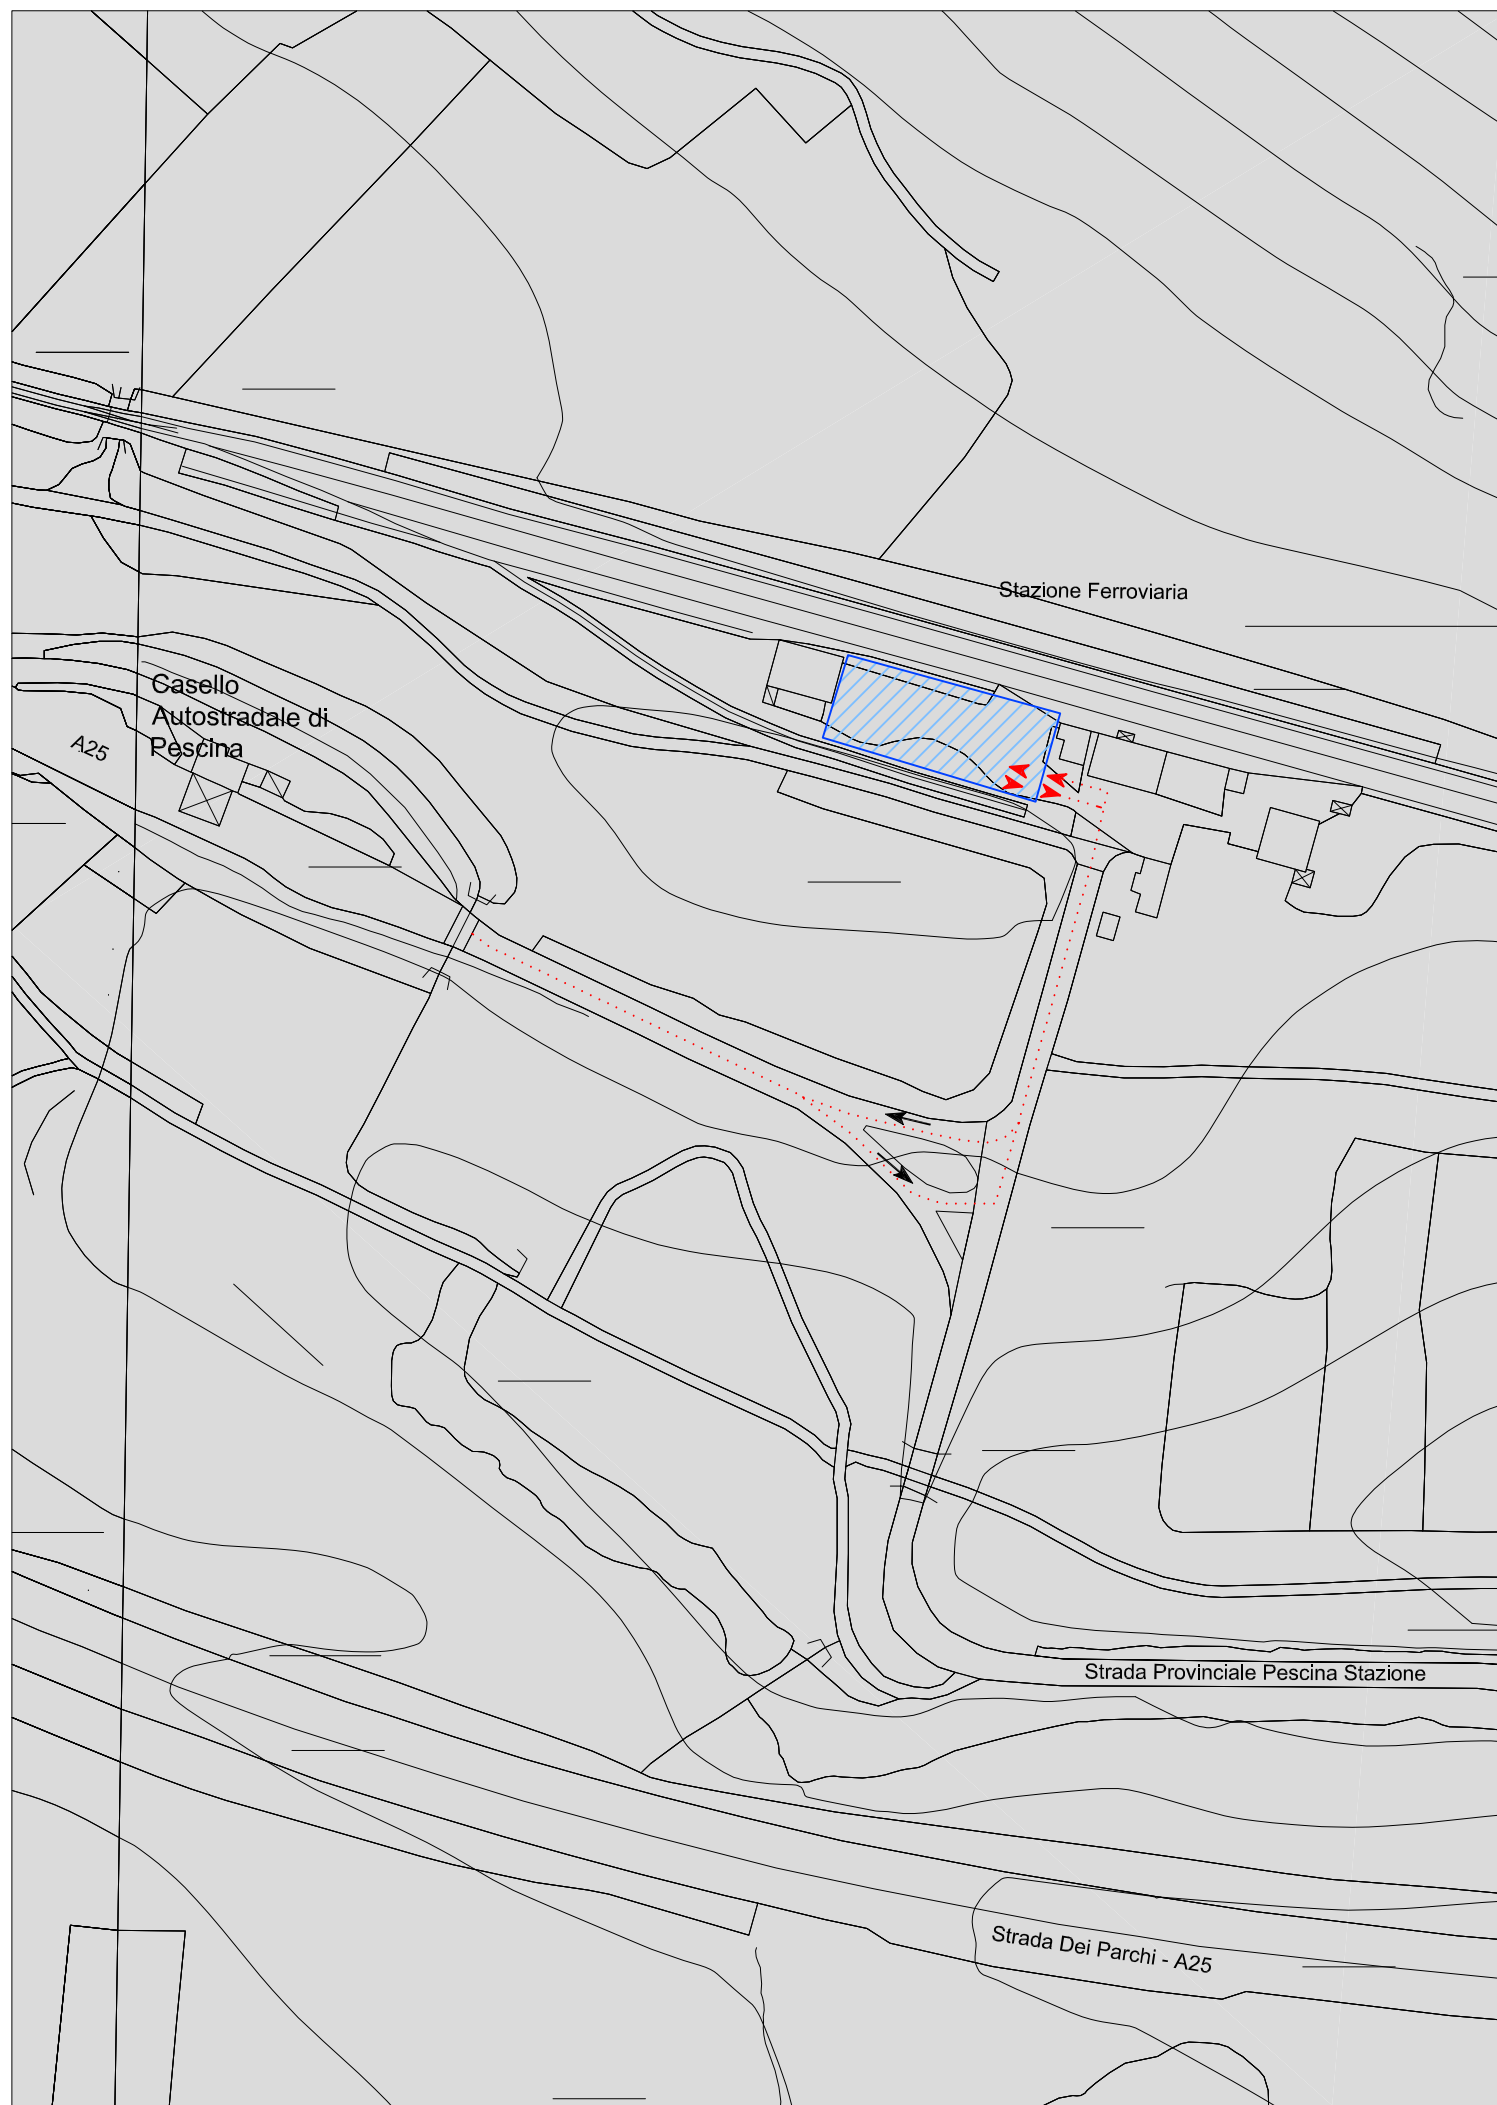 Stazione Ferroviaria
Casello
Autostradale di
Pescina
A25
Strada Provinciale Pescina Stazione
Strada Dei Parchi - A25